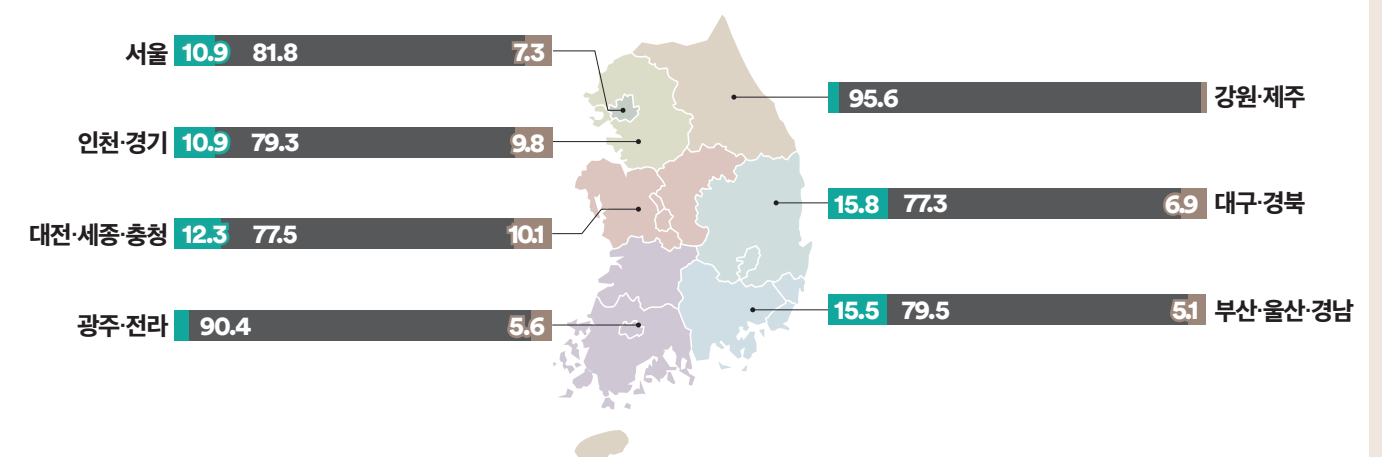 서울 10.9 81.8 7.3
인천·경기 10.9 79.3 9.8
대전·세종·충청 12.3 77.5 10.1
광주·전라 90.4 5.6
95.6 강원·제주
15.8 77.3 6.9 대구·경북
15.5 79.5 5.1 부산·울산·경남